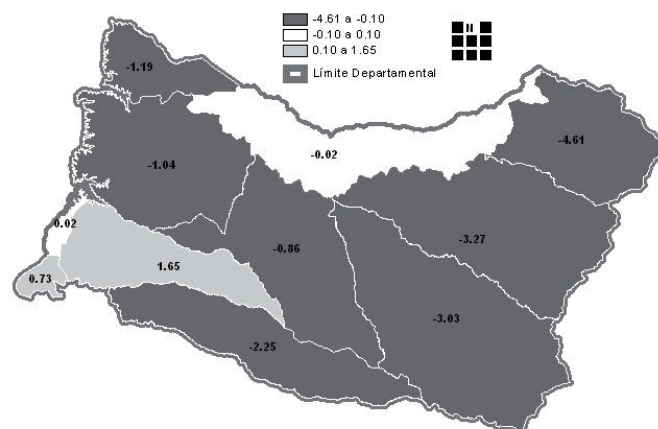 -4.61 a -0.10
-0.10 a 0.10
0.10 a 1.65
Límite Departamental
N
-1.19
-0.02
-4.61
-1.04
0.02
-3.27
-0.86
1.65
0.73
-3.03
-2.25